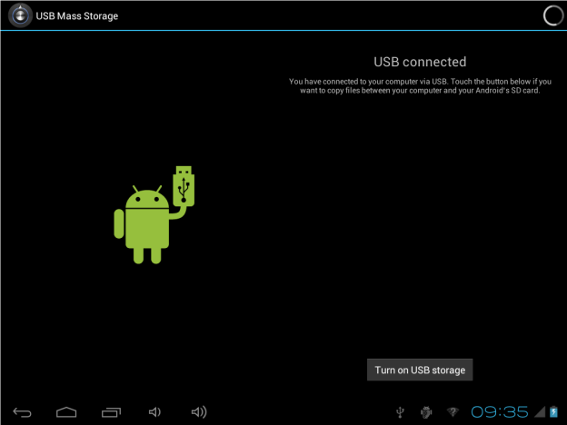 USB Mass Storage
USB connected
You have connected to your computer via USB. Touch the button below if you
want to copy files between your computer and your Android's SD card.
Turn on USB storage
09:35